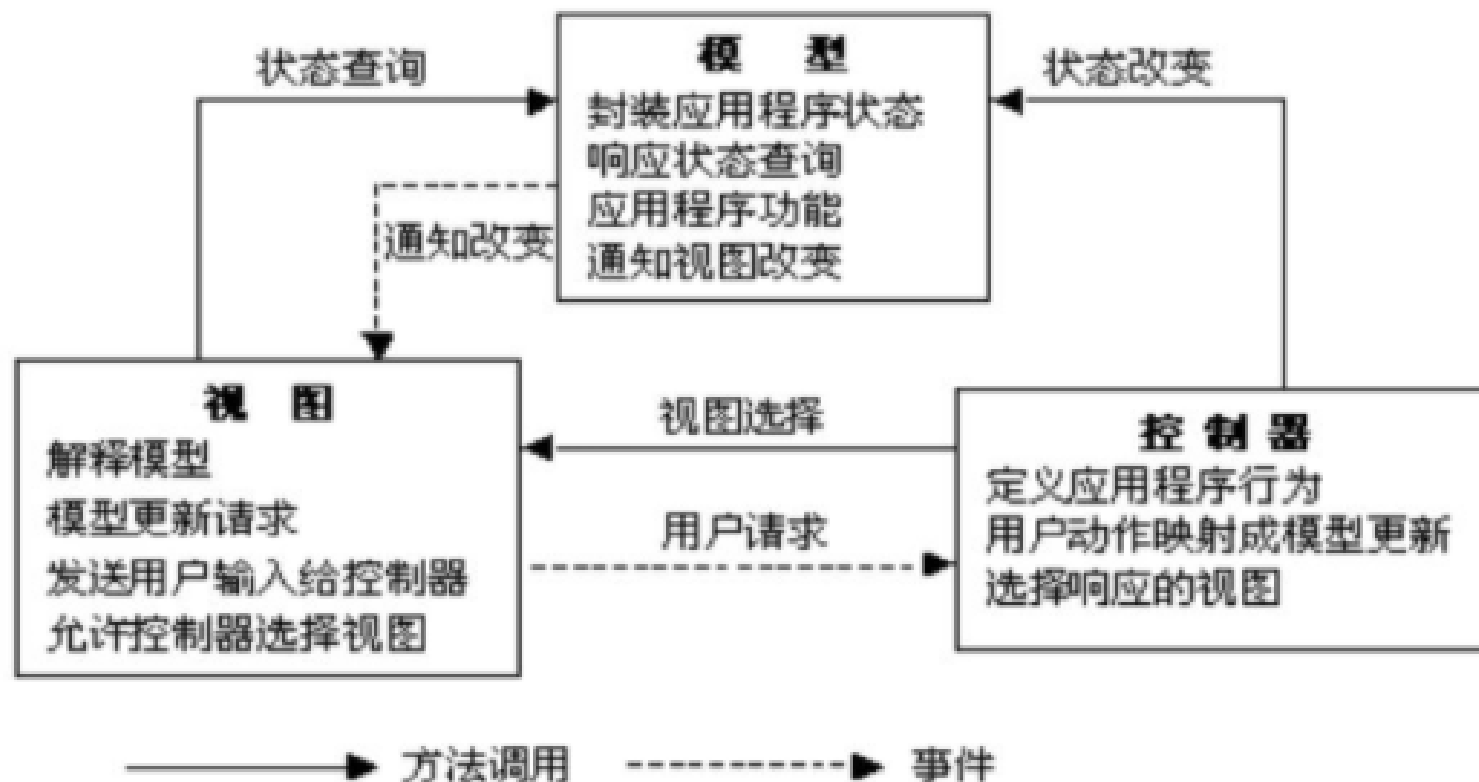 状态查询
模 型
封装应用程序状态
响应状态查询
应用程序功能
通知视图改变
状态改变
通知改变
视 图
解释模型
模型更新请求
发送用户输入给控制器
允许控制器选择视图
视图选择
用户请求
控 制 器
定义应用程序行为
用户动作映射成模型更新
选择响应的视图
方法调用
事件